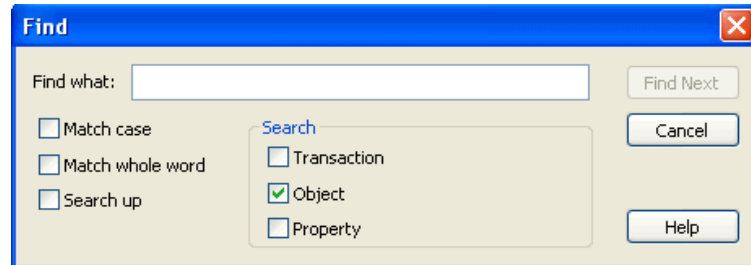 Find
Find what:
Find Next
Match case
Search
Cancel
Transaction
Match whole word
Object
Search up
Property
Help